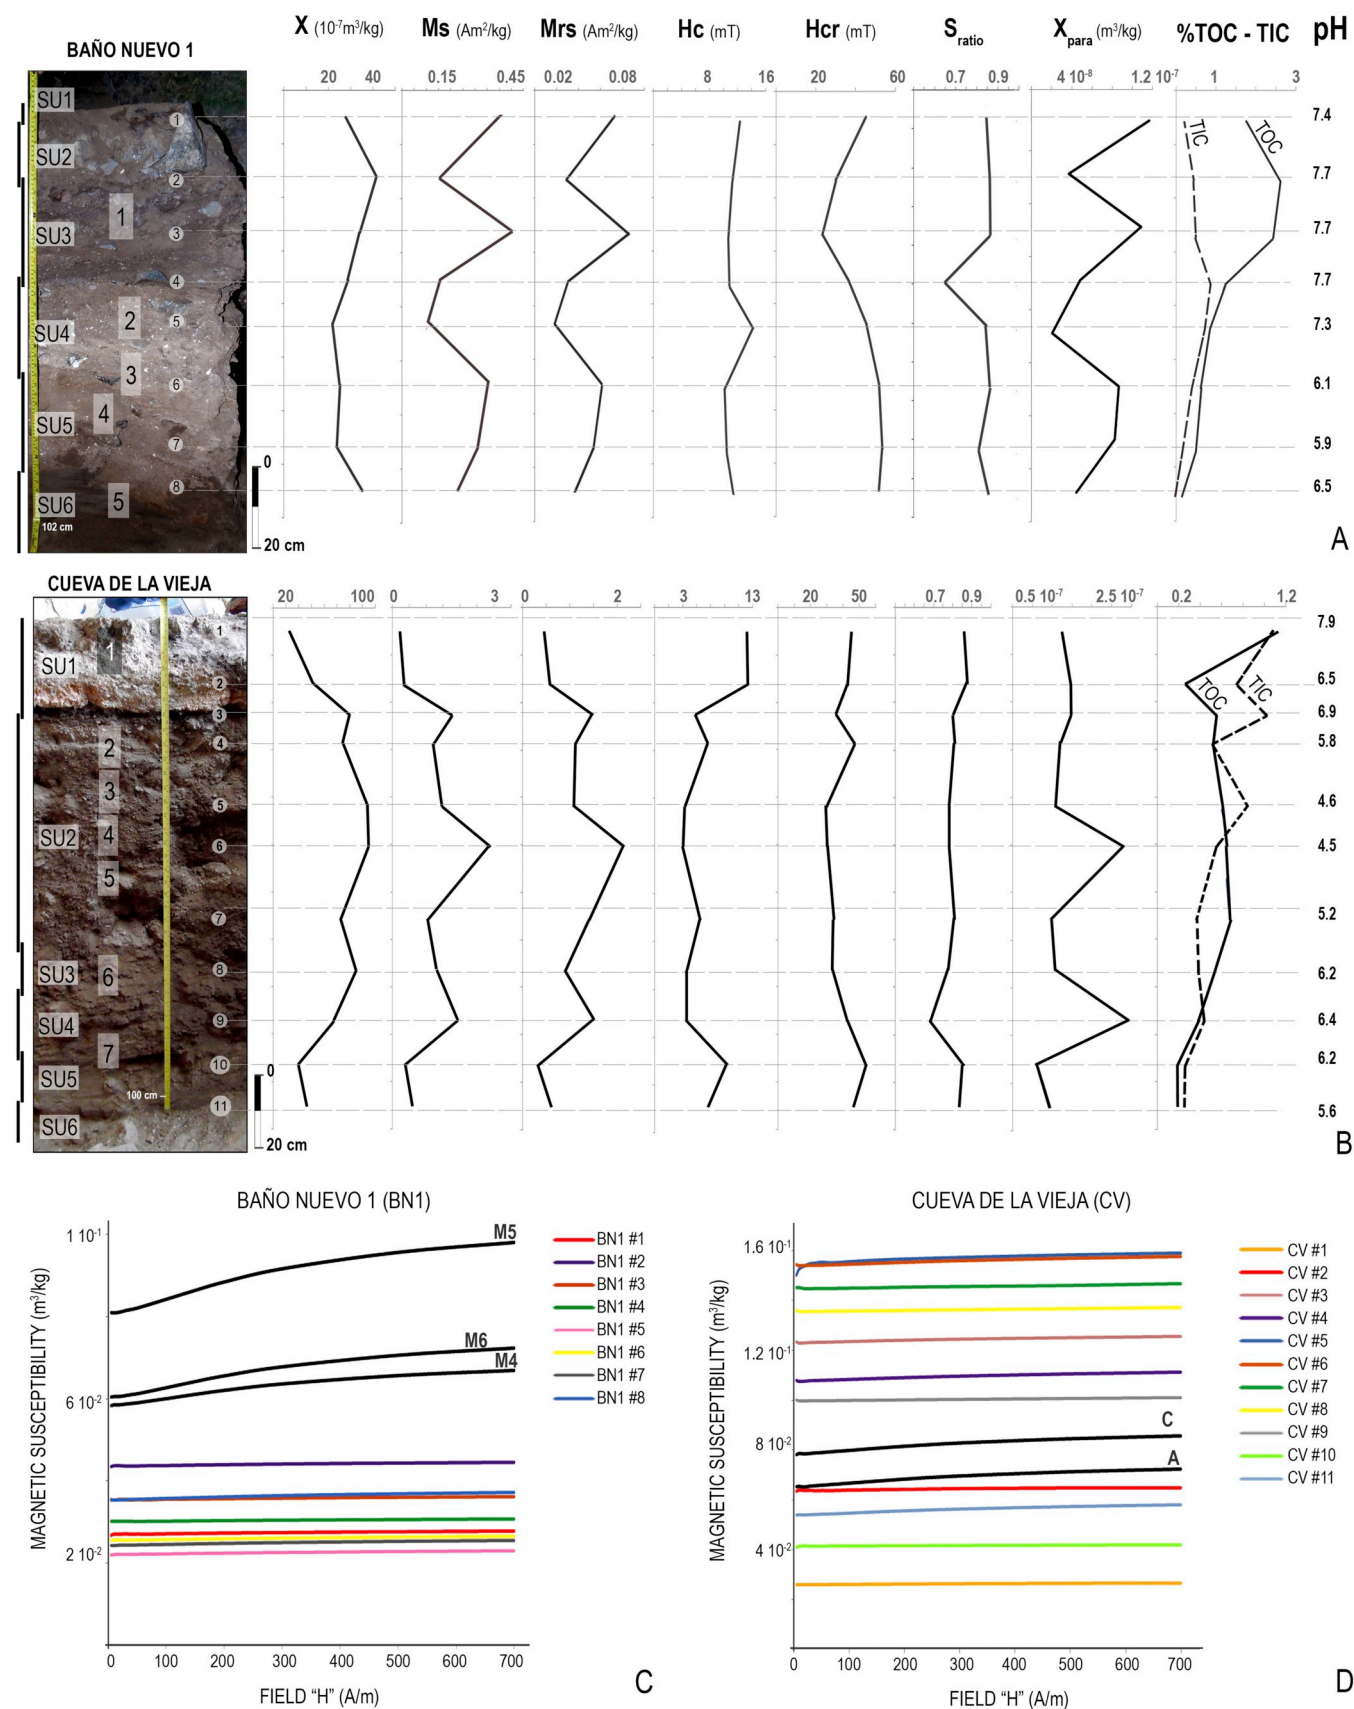 X (10-7m3/kg) Ms (Am2/kg) Mrs (Am2/kg) Hc (mT) Hcr (mT) Sratio Xpara (m3/kg) %TOC - TIC pH
BAÑO NUEVO 1
20 40 0.15 0.45 0.02 0.08 8 16 20 60 0.7 0.9 4 10-8 1.2 10-7 1 3
SU1
1
7.4
TIC TOC
SU2
2
7.7
1
SU3
3
7.7
4
7.7
2
5
7.3
SU4
3
6
6.1
4
SU5
7
5.9
0
8
6.5
SU6
5
102 cm
20 cm
A
CUEVA DE LA VIEJA
20 100 0 3 0 2 3 13 20 50 0.7 0.9 0.5 10-7 2.5 10-7 0.2 1.2
7.9
1
1
SU1
2
6.5
TOC TIC
3
6.9
4
5.8
2
3
5
4.6
SU2
4
6
4.5
5
7
5.2
SU3
6
8
6.2
SU4
9
6.4
7
10
6.2
SU5
0
100 cm
11
5.6
SU6
20 cm
B
BAÑO NUEVO 1 (BN1)
MAGNETIC SUSCEPTIBILITY (m3/kg)
1 10-1
6 10-2
2 10-2
M5
M6
M4
BN1 #1
BN1 #2
BN1 #3
BN1 #4
BN1 #5
BN1 #6
BN1 #7
BN1 #8
0 100 200 300 400 500 600 700
FIELD “H” (A/m)
C
CUEVA DE LA VIEJA (CV)
MAGNETIC SUSCEPTIBILITY (m3/kg)
1.6 10-1
1.2 10-1
8 10-2
4 10-2
C
A
CV #1
CV #2
CV #3
CV #4
CV #5
CV #6
CV #7
CV #8
CV #9
CV #10
CV #11
0 100 200 300 400 500 600 700
FIELD “H” (A/m)
D